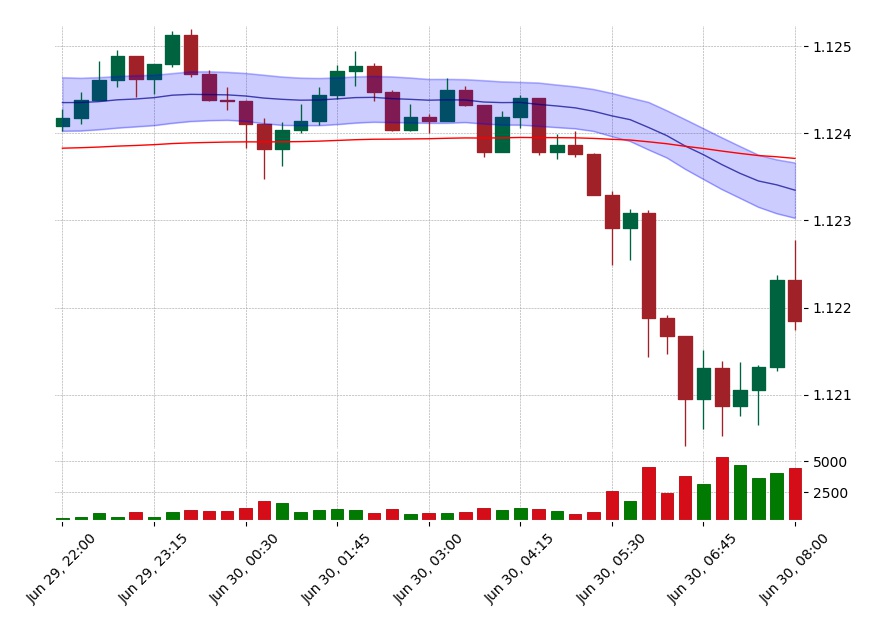 1.125
1.124
1.123
1.122
1.121
5000
2500
Jun 29, 22:00
Jun 29, 23:15
Jun 30, 00:30
Jun 30, 01:45
Jun 30, 03:00
Jun 30, 04:15
Jun 30, 05:30
Jun 30, 06:45
Jun 30, 08:00